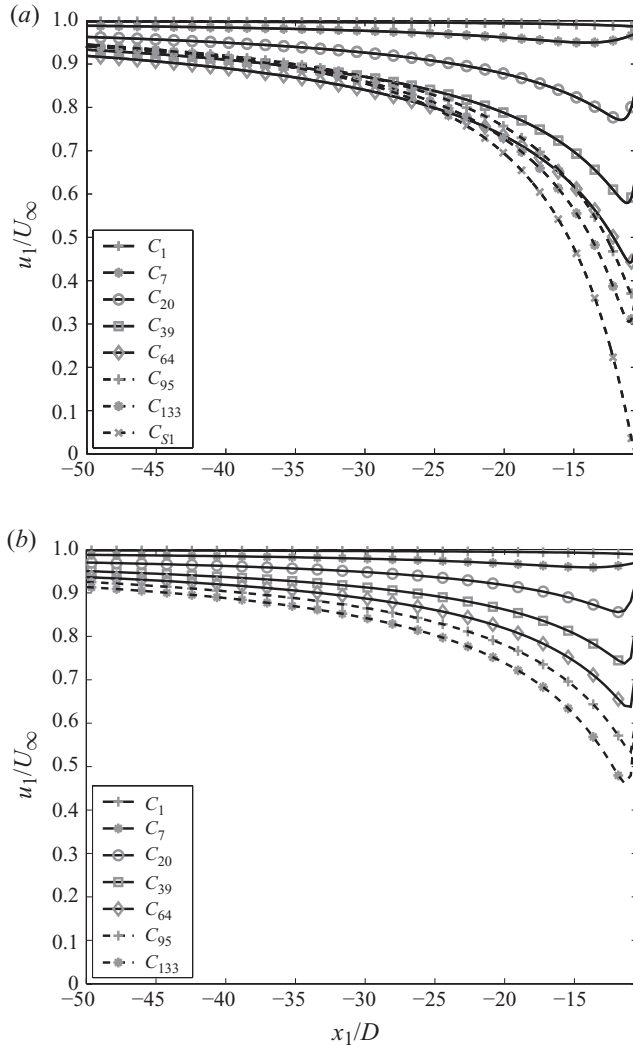 (a)
1.0
0.9
0.8
0.7
0.6
0.5
0.4
0.3
0.2
0.1
0
u₁/U∞
C₁
C₇
C₂₀
C₃₉
C₆₄
C₉₅
C₁₃₃
C_S1
−50 −45 −40 −35 −30 −25 −20 −15
(b)
1.0
0.9
0.8
0.7
0.6
0.5
0.4
0.3
0.2
0.1
0
u₁/U∞
C₁
C₇
C₂₀
C₃₉
C₆₄
C₉₅
C₁₃₃
−50 −45 −40 −35 −30 −25 −20 −15
x₁/D